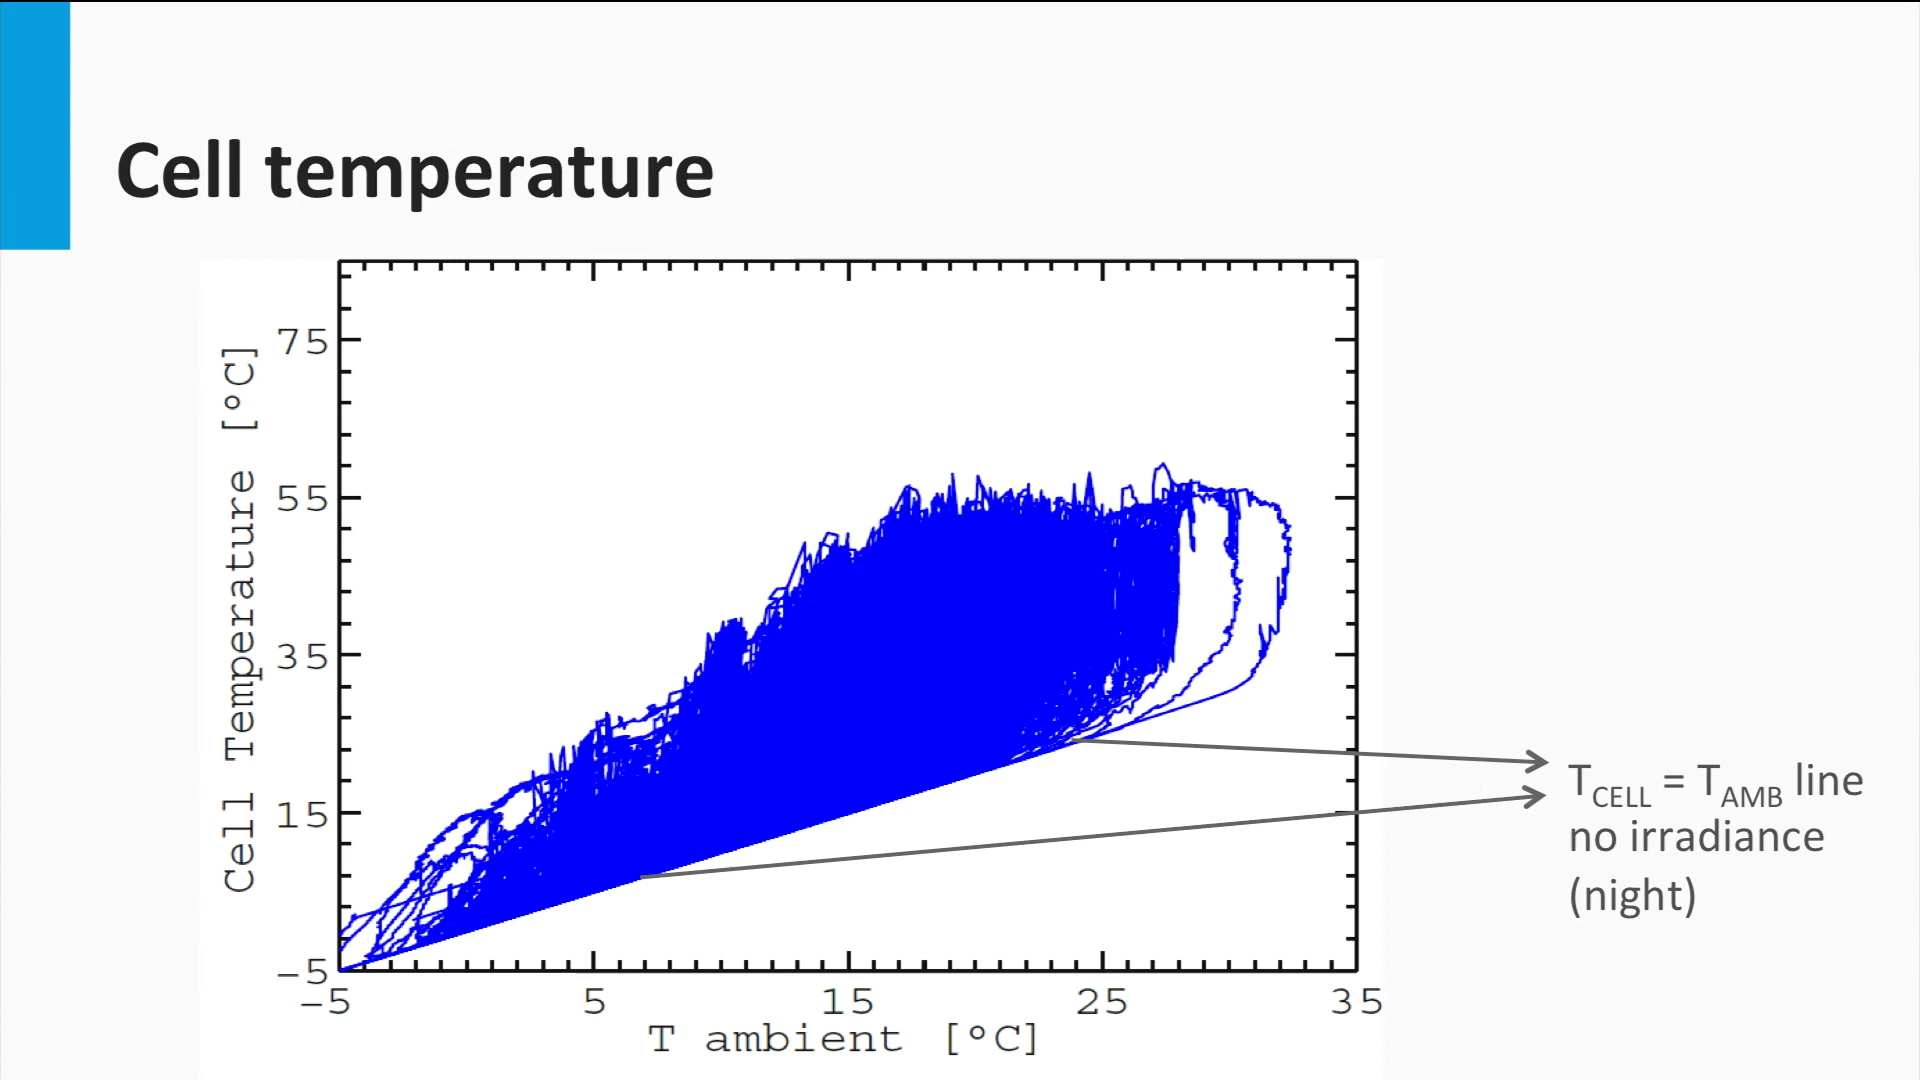 Cell temperature
Cell Temperature [°C]
75
55
35
15
−5
−5 5 15 25 35
T ambient [°C]
TCELL = TAMB line
no irradiance
(night)